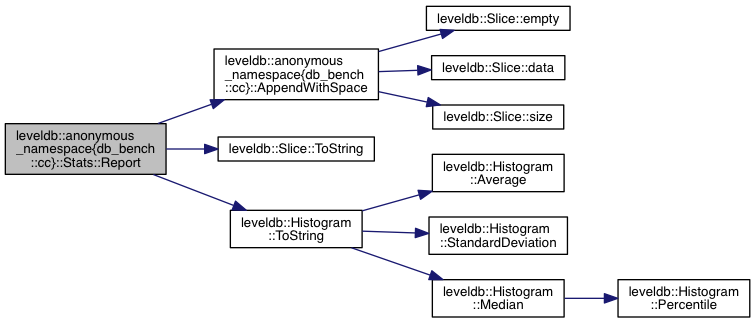 leveldb::anonymous
_namespace{db_bench
::cc}::Stats::Report
leveldb::anonymous
_namespace{db_bench
::cc}::AppendWithSpace
leveldb::Slice::empty
leveldb::Slice::data
leveldb::Slice::size
leveldb::Slice::ToString
leveldb::Histogram
::ToString
leveldb::Histogram
::Average
leveldb::Histogram
::StandardDeviation
leveldb::Histogram
::Median
leveldb::Histogram
::Percentile